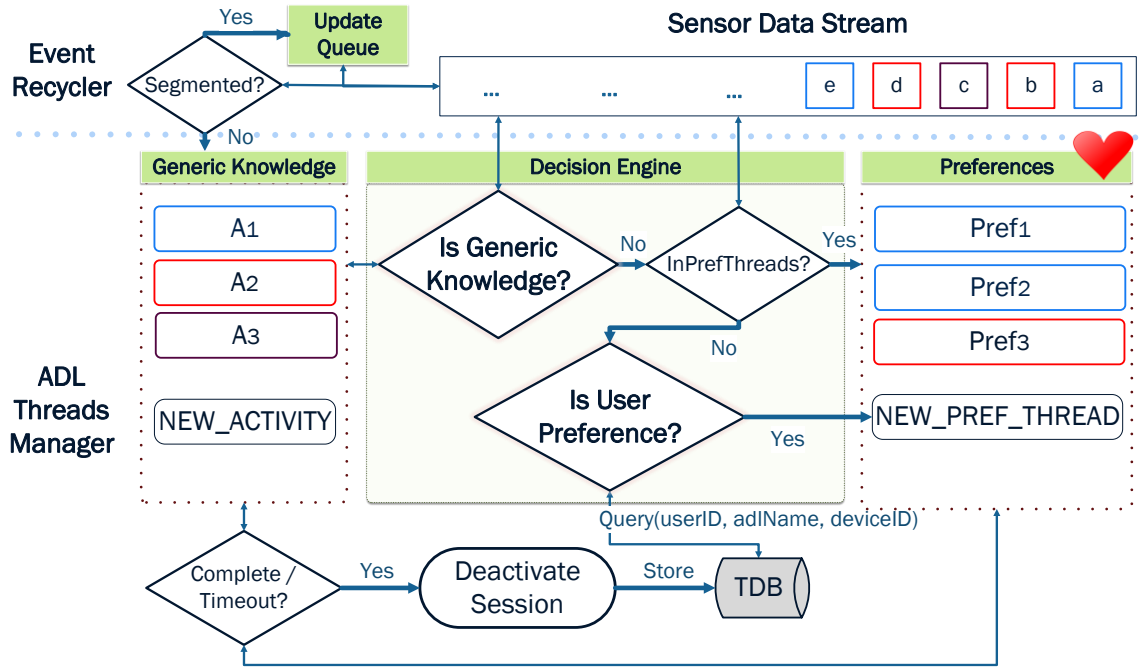 Sensor Data Stream
Event
Recycler
Yes
Update
Queue
Segmented?
...
...
...
e
d
c
b
a
No
Generic Knowledge
Decision Engine
Preferences
A1
A2
A3
NEW_ACTIVITY
Is Generic
Knowledge?
No
InPrefThreads?
Yes
Pref1
Pref2
Pref3
No
ADL
Threads
Manager
Is User
Preference?
Yes
NEW_PREF_THREAD
Query(userID, adlName, deviceID)
Complete /
Timeout?
Yes
Deactivate
Session
Store
TDB